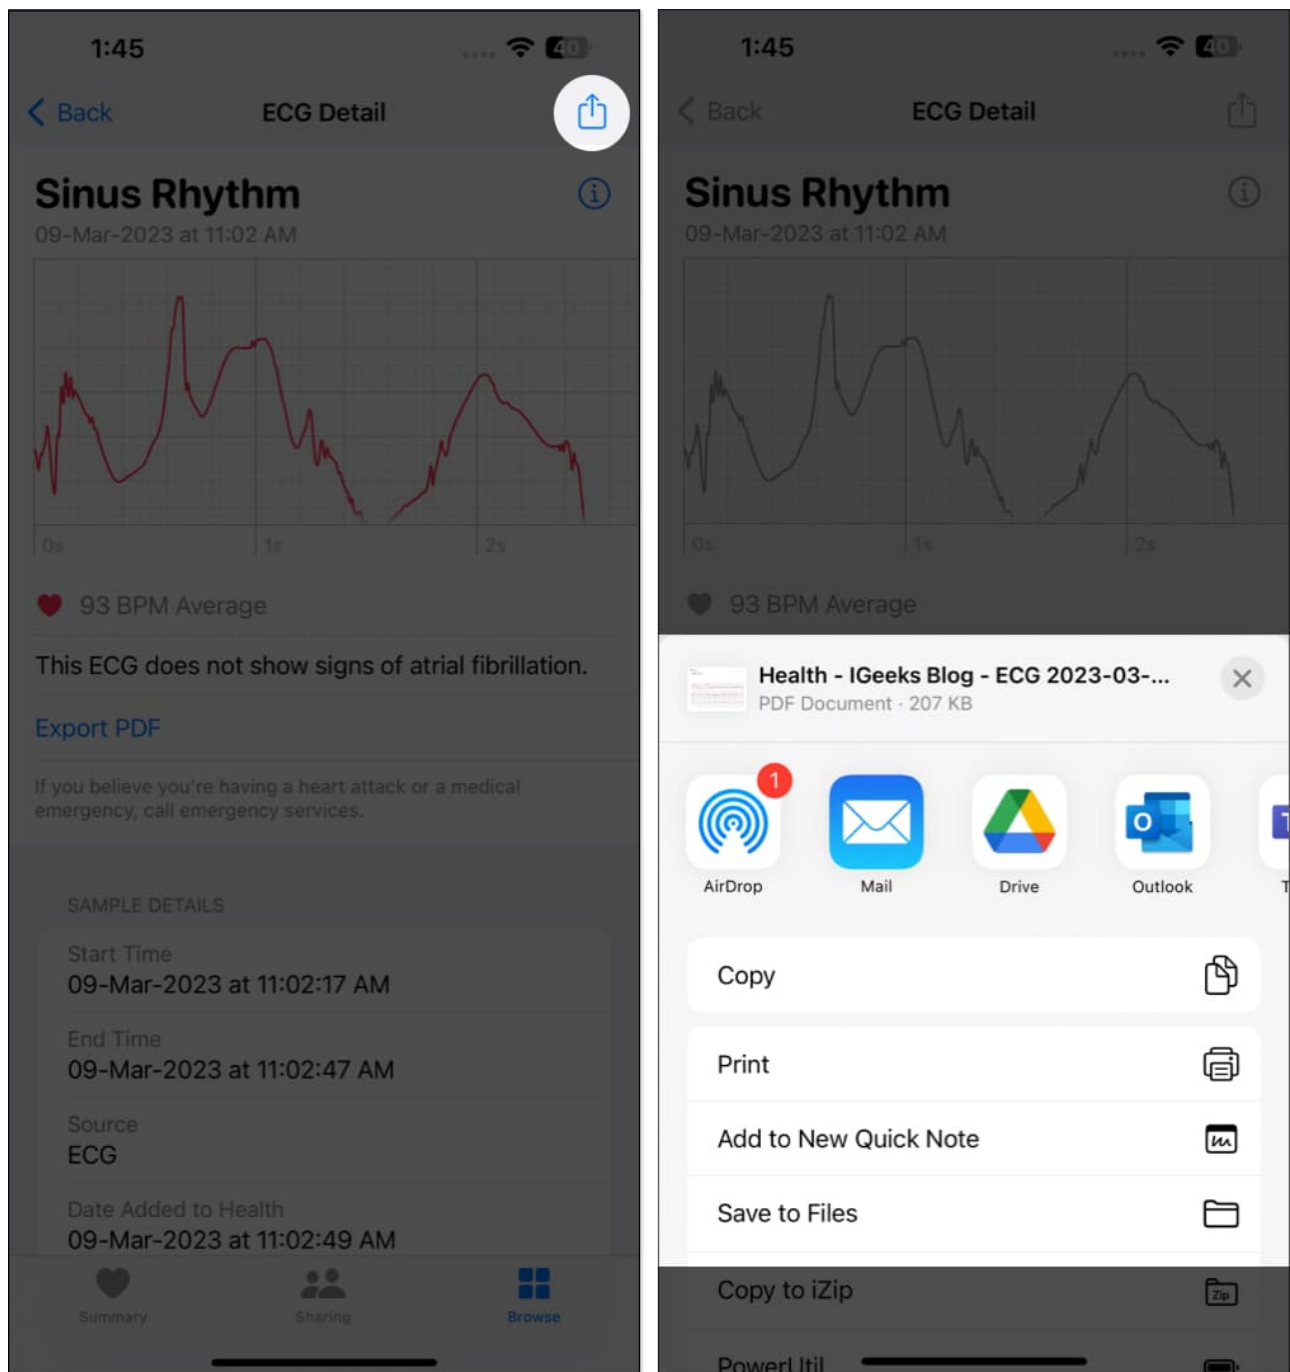 1:45
40
Back
ECG Detail
Sinus Rhythm
09-Mar-2023 at 11:02 AM
0s
1s
2s
93 BPM Average
This ECG does not show signs of atrial fibrillation.
Export PDF
If you believe you're having a heart attack or a medical
emergency, call emergency services.
SAMPLE DETAILS
Start Time
09-Mar-2023 at 11:02:17 AM
End Time
09-Mar-2023 at 11:02:47 AM
Source
ECG
Date Added to Health
09-Mar-2023 at 11:02:49 AM
Summary
Sharing
Browse
1:45
40
Back
ECG Detail
Sinus Rhythm
09-Mar-2023 at 11:02 AM
0s
1s
2s
93 BPM Average
Health - IGeeks Blog - ECG 2023-03-...
PDF Document · 207 KB
1
AirDrop
Mail
Drive
Outlook
T
Copy
Print
Add to New Quick Note
Save to Files
Copy to iZip
Zip
PowerUtil